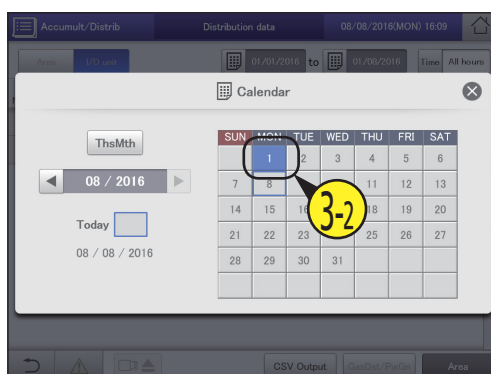 Accumult/Distrib Distribution data 08/08/2016(MON) 16:09
Area I/D unit 01/01/2016 to 01/08/2016 Time All hours
Calendar
ThsMth
08 / 2016
Today
08 / 08 / 2016
SUN MON TUE WED THU FRI SAT
1 2 3 4 5 6
7 8 11 12 13
14 15 16 18 19 20
21 22 23 25 26 27
28 29 30 31
3-2
CSV Output GasDst/PwDst Area